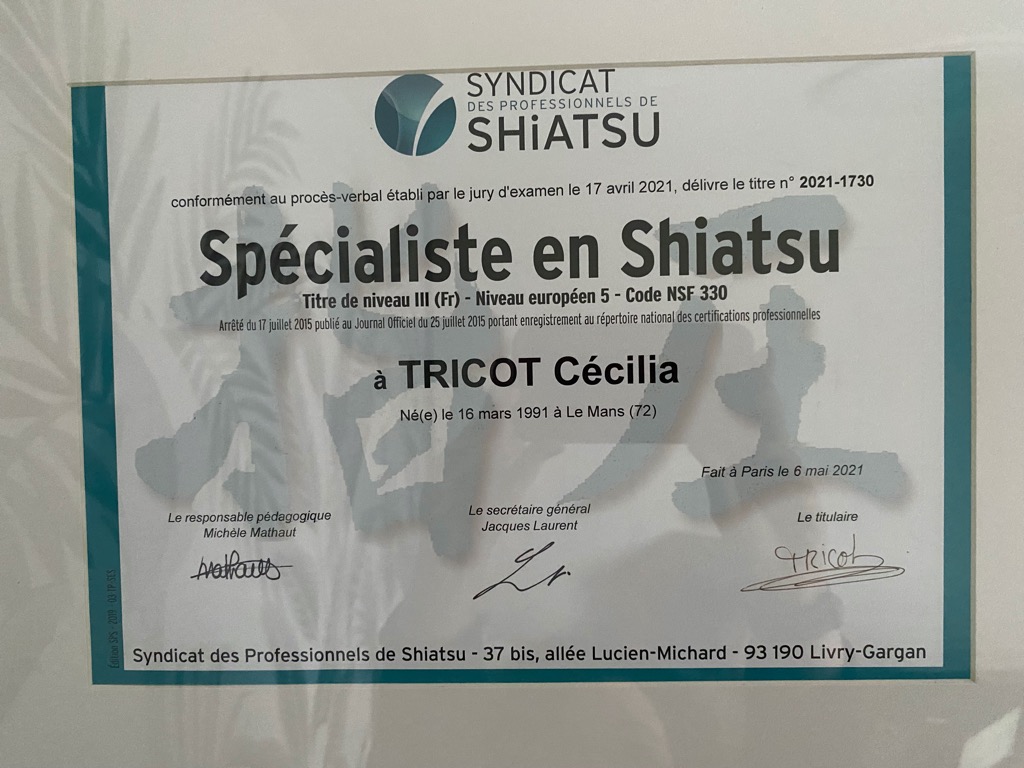 SYNDICAT
DES PROFESSIONNELS DE
SHiATSU
conformément au procès-verbal établi par le jury d'examen le 17 avril 2021, délivre le titre n° 2021-1730
Spécialiste en Shiatsu
Titre de niveau III (Fr) - Niveau européen 5 - Code NSF 330
Arrêté du 17 juillet 2015 publié au Journal Officiel du 25 juillet 2015 portant enregistrement au répertoire national des certifications professionnelles
à TRICOT Cécilia
Né(e) le 16 mars 1991 à Le Mans (72)
Fait à Paris le 6 mai 2021
Le responsable pédagogique
Michèle Mathaut
Le secrétaire général
Jacques Laurent
Le titulaire
Tricot
Syndicat des Professionnels de Shiatsu - 37 bis, allée Lucien-Michard - 93 190 Livry-Gargan